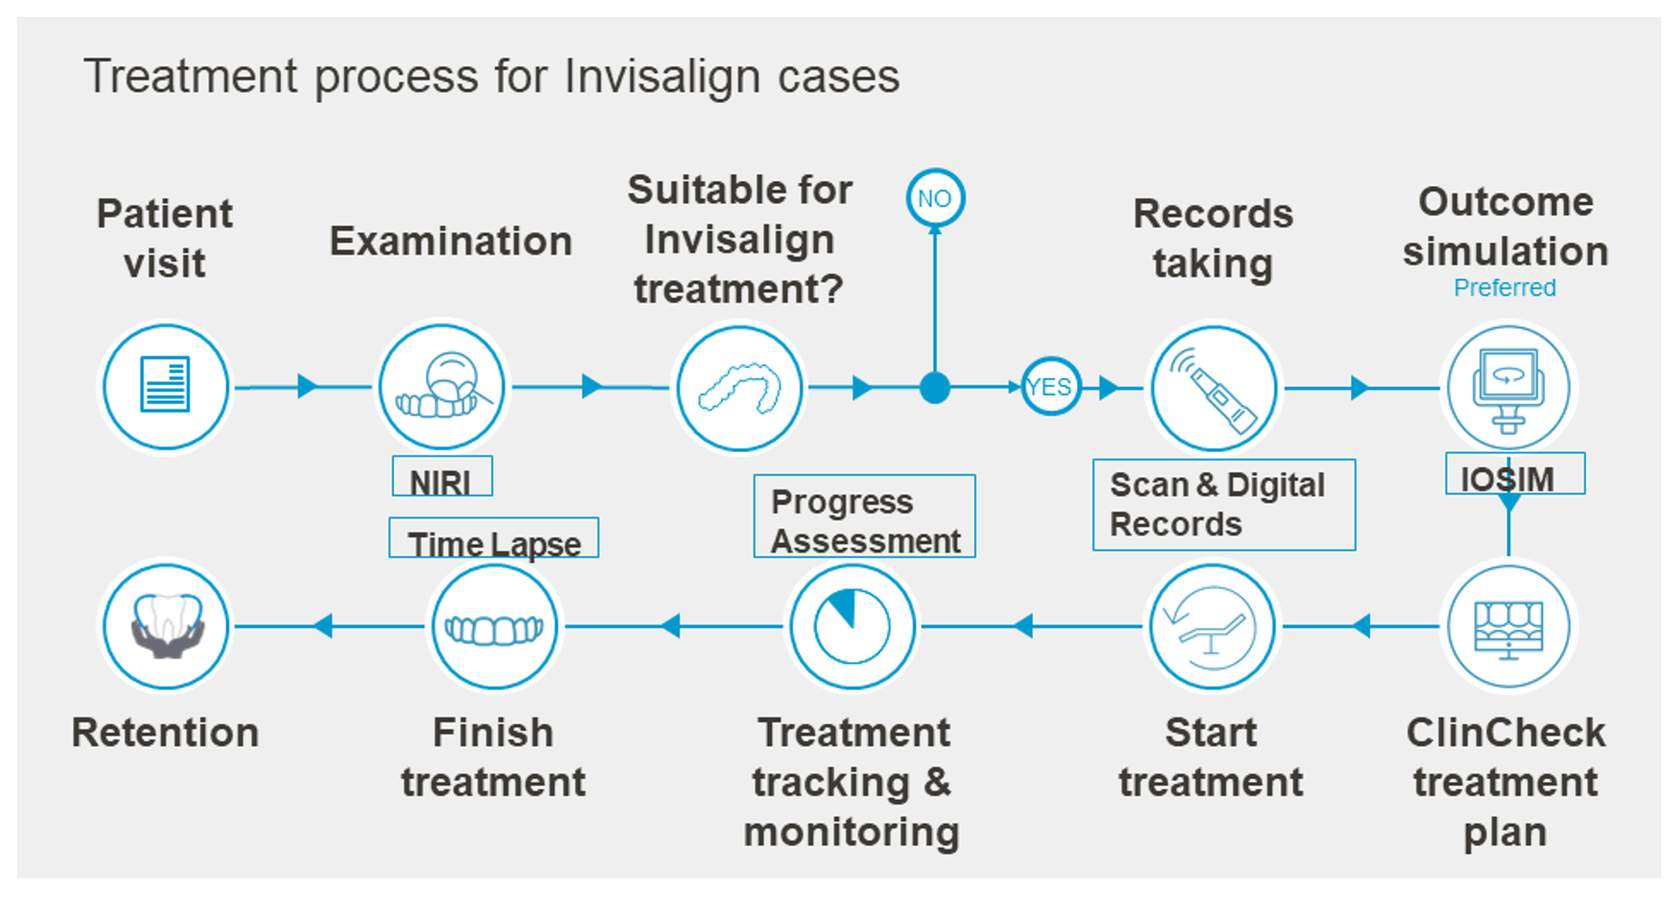 Treatment process for Invisalign cases
Patient
visit
Examination
Suitable for
Invisalign
treatment?
NO
YES
Records
taking
Outcome
simulation
Preferred
NIRI
Time Lapse
Progress
Assessment
Scan & Digital
Records
IOSIM
Retention
Finish
treatment
Treatment
tracking &
monitoring
Start
treatment
ClinCheck
treatment
plan